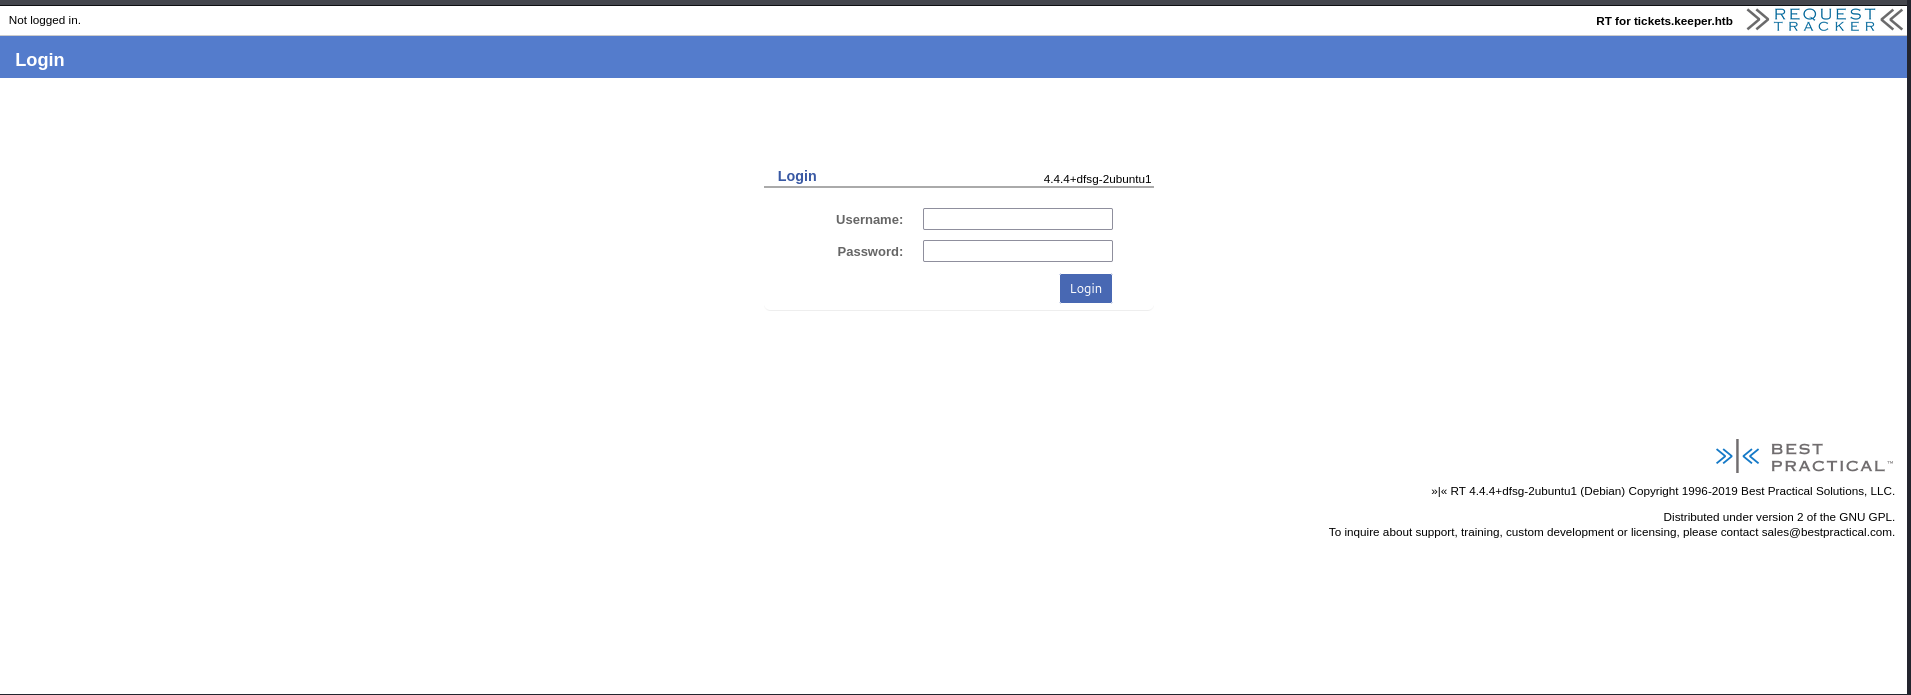 Not logged in.
RT for tickets.keeper.htb
REQUEST
TRACKER
Login
Login
4.4.4+dfsg-2ubuntu1
Username:
Password:
Login
BEST
PRACTICAL™
»|« RT 4.4.4+dfsg-2ubuntu1 (Debian) Copyright 1996-2019 Best Practical Solutions, LLC.
Distributed under version 2 of the GNU GPL.
To inquire about support, training, custom development or licensing, please contact sales@bestpractical.com.